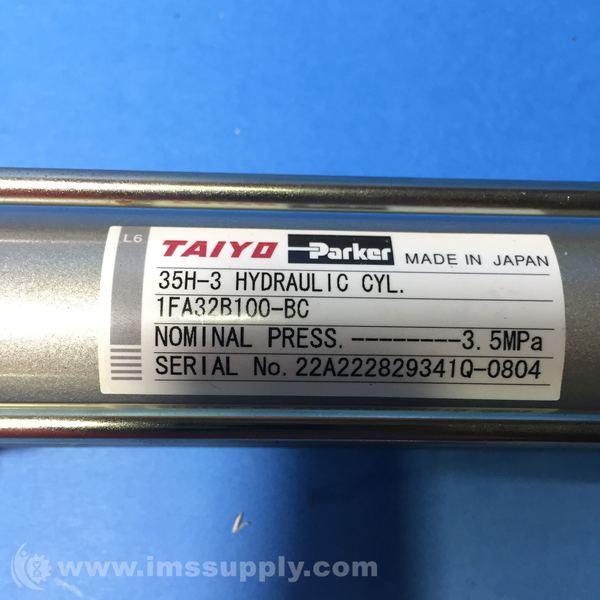 L6 TAIYO Parker MADE IN JAPAN
35H-3 HYDRAULIC CYL.
1FA32B100-BC
NOMINAL PRESS.---------3.5MPa
SERIAL No. 22A222829341Q-0804
www.imssupply.com